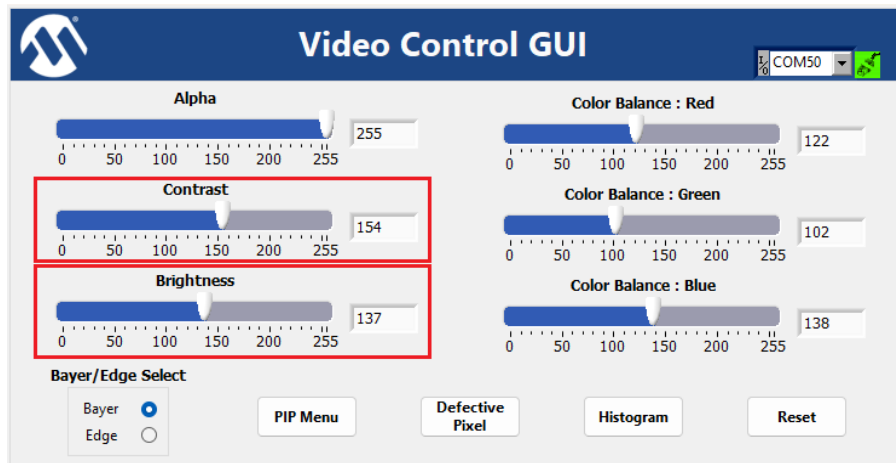 Video Control GUI
I/O COM50
Alpha
255
0 50 100 150 200 255
Contrast
154
0 50 100 150 200 255
Brightness
137
0 50 100 150 200 255
Color Balance : Red
122
0 50 100 150 200 255
Color Balance : Green
102
0 50 100 150 200 255
Color Balance : Blue
138
0 50 100 150 200 255
Bayer/Edge Select
Bayer
Edge
PIP Menu
Defective
Pixel
Histogram
Reset